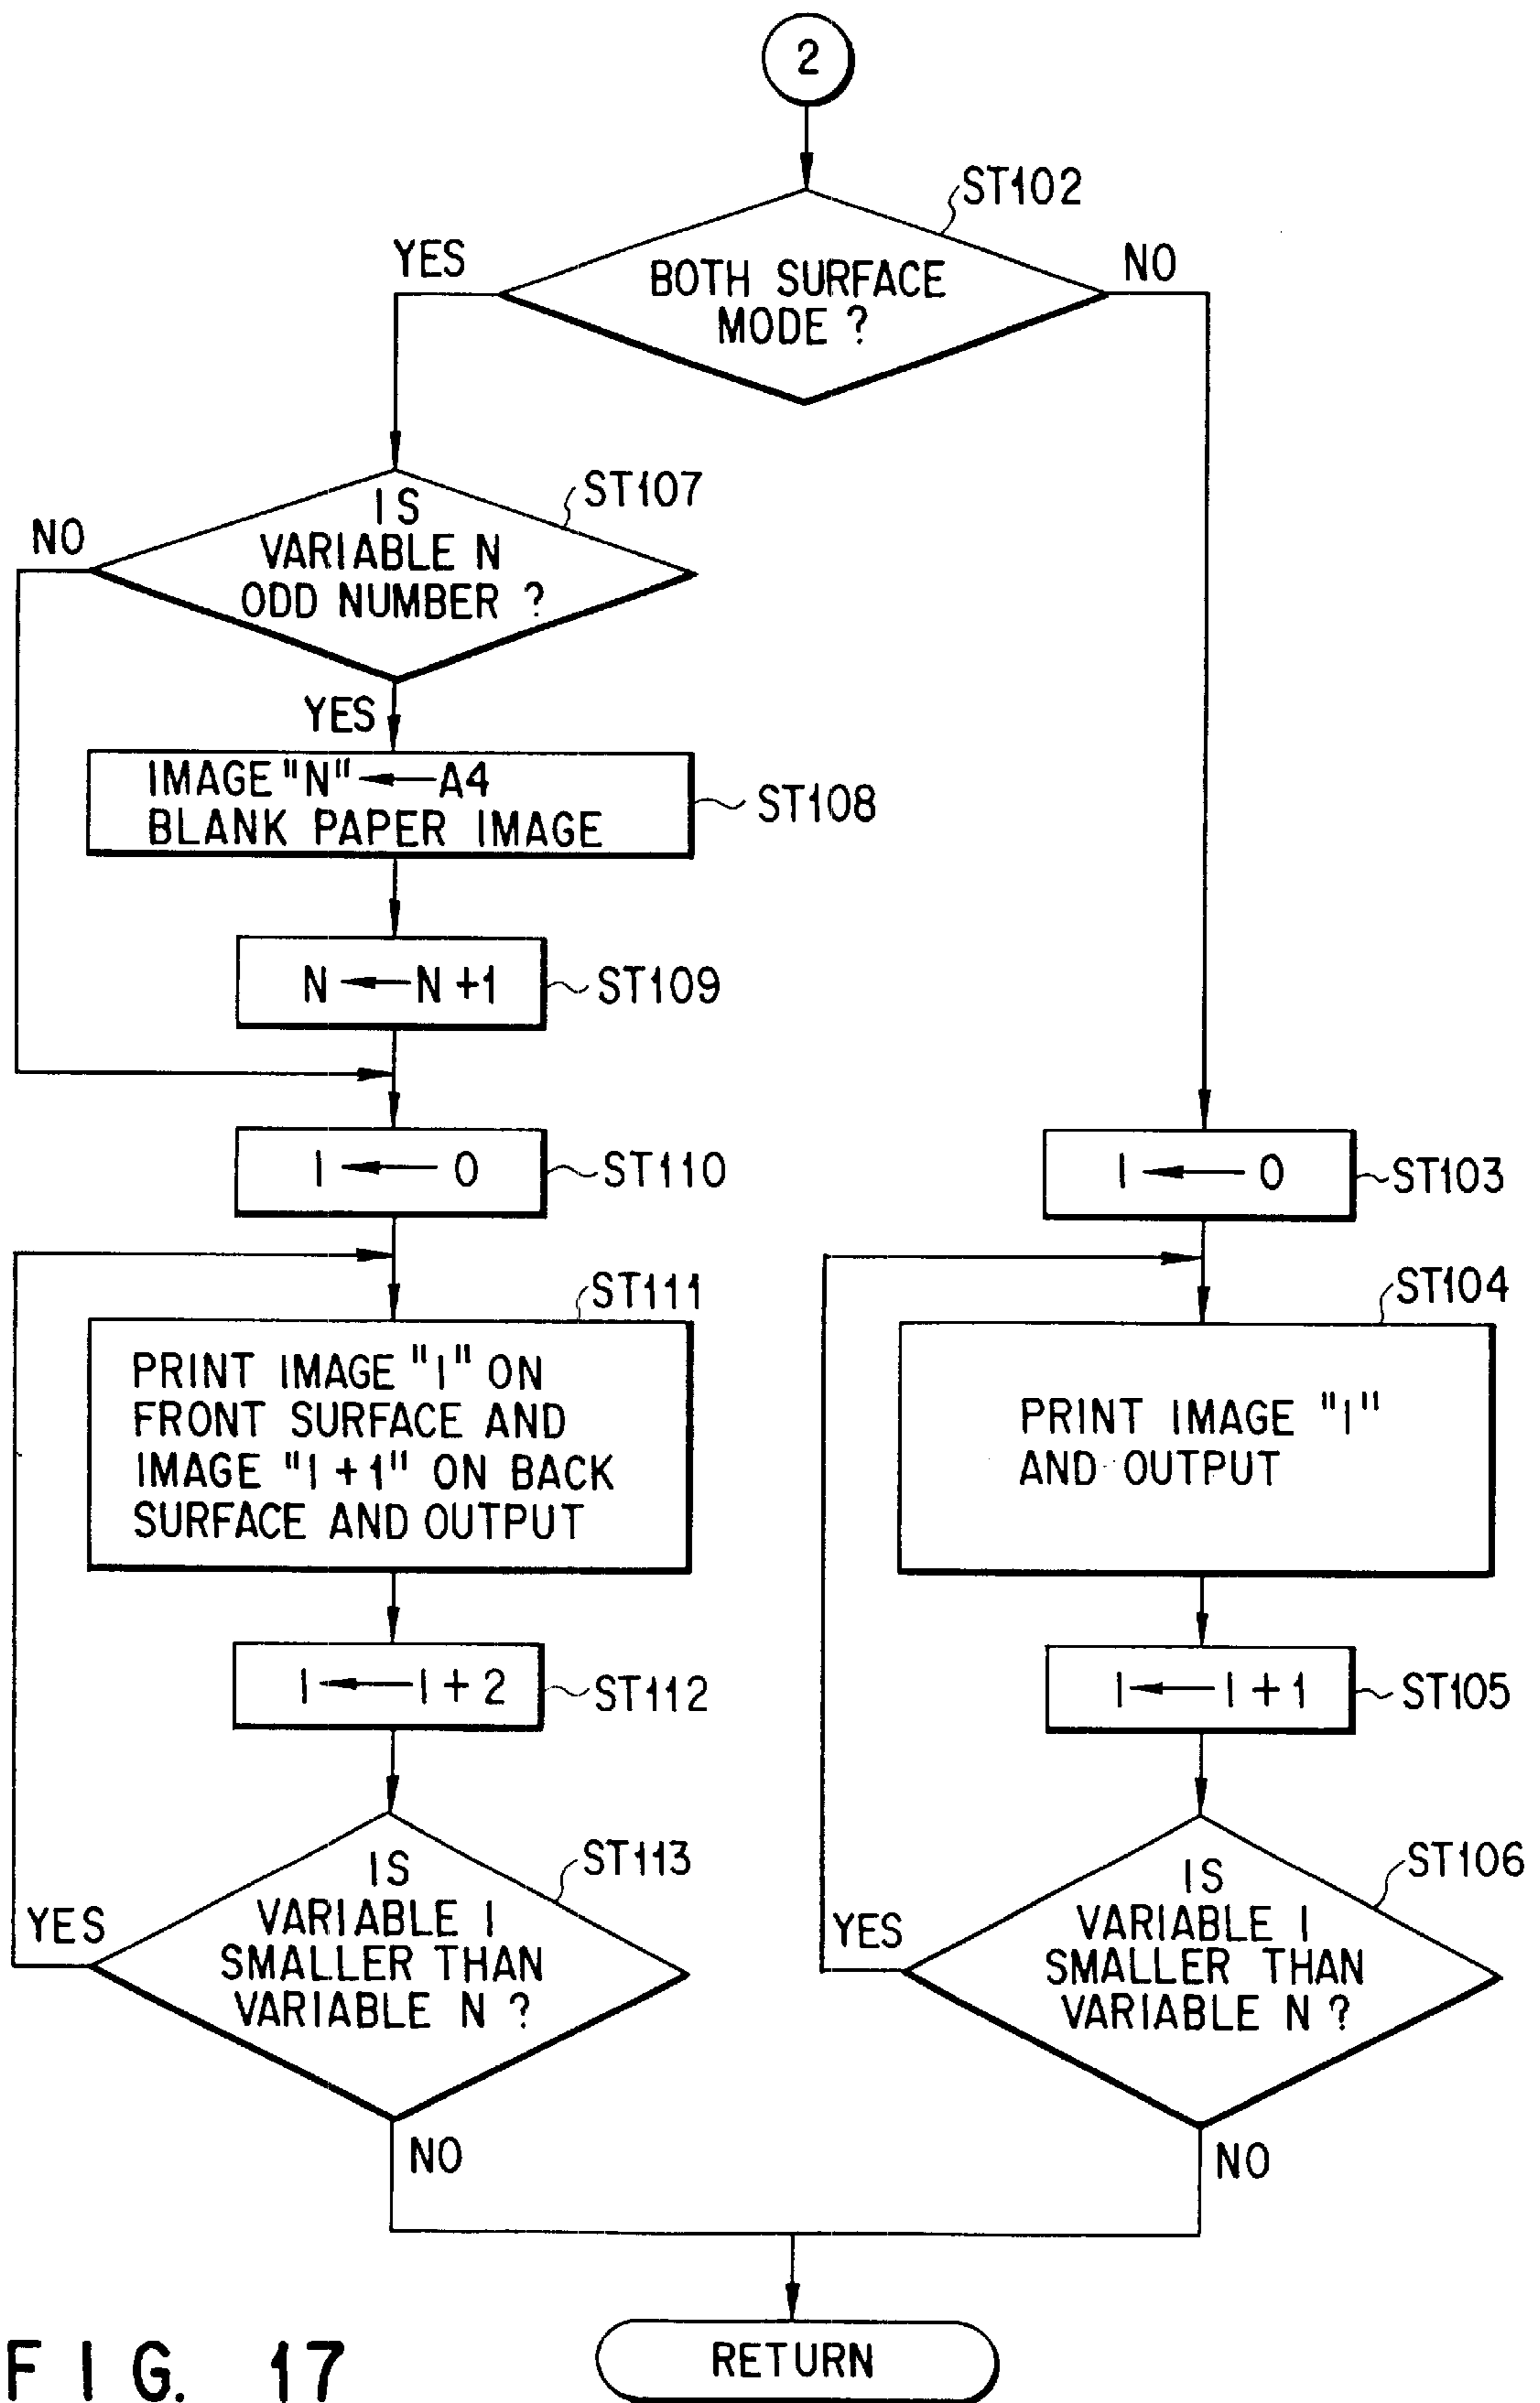 2
ST102
YES
NO
BOTH SURFACE
MODE ?
ST107
NO
IS
VARIABLE N
ODD NUMBER ?
YES
IMAGE "N" ← A4
BLANK PAPER IMAGE
ST108
N ← N +1
ST109
I ← 0
ST110
I ← 0
ST103
ST111
PRINT IMAGE "I" ON
FRONT SURFACE AND
IMAGE "I + 1" ON BACK
SURFACE AND OUTPUT
ST104
PRINT IMAGE "I"
AND OUTPUT
I ← I + 2
ST112
I ← I + 1
ST105
ST113
IS
VARIABLE I
SMALLER THAN
VARIABLE N ?
YES
NO
ST106
IS
VARIABLE I
SMALLER THAN
VARIABLE N ?
YES
NO
RETURN
FIG. 17